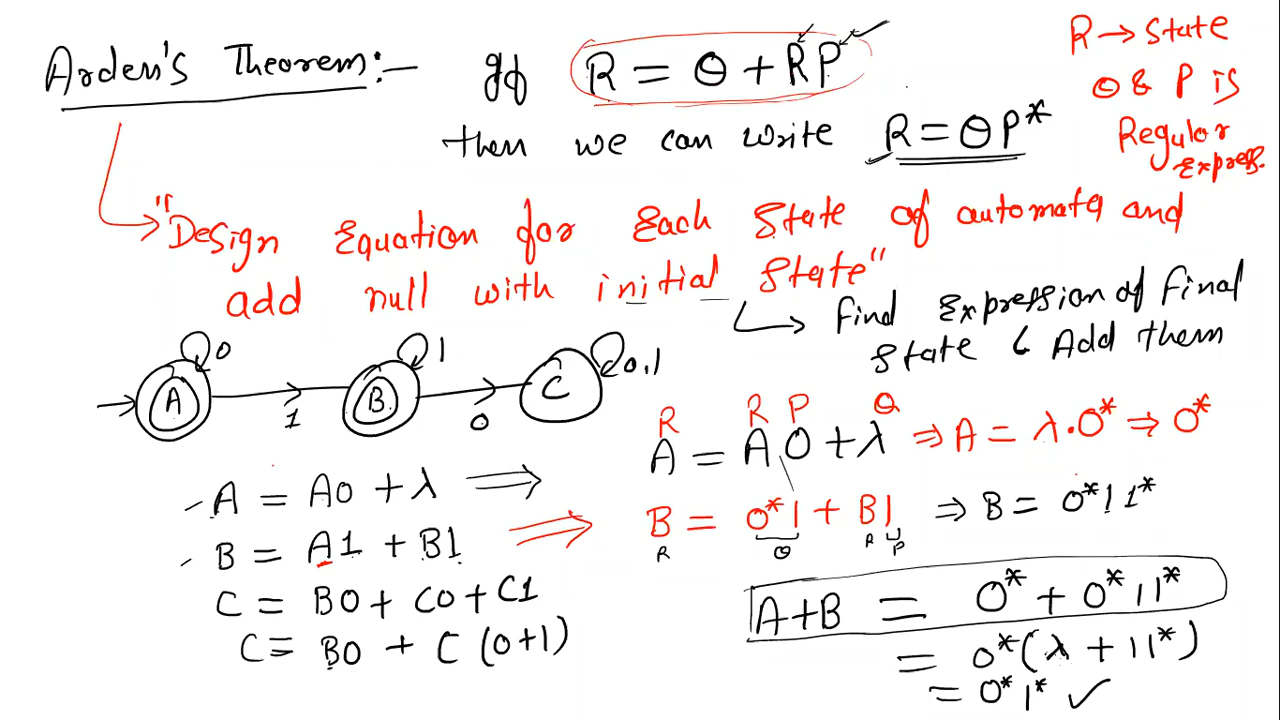 Arden's Theorem:- If R = Θ + RP
then we can write R = ΘP*
R → State
Θ & P is
Regular
Express.
"Design Equation for Each State of automata and
add null with initial State"
Find Expression of Final
State & Add them
A 0 1 B 1 0 C 0,1
A = A0 + λ ⇒
B = A1 + B1 ⇒
C = B0 + C0 + C1
C = B0 + C (0+1)
R R P Θ
A = A 0 + λ ⇒ A = λ.0* ⇒ 0*
B = 0*1 + B1 ⇒ B = 0*11*
R Θ R P
A+B = 0* + 0*11*
= 0*(λ + 11*)
= 0*1* ✓